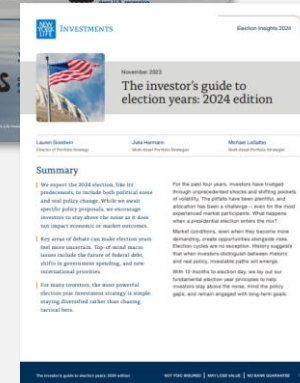 NEW YORK LIFE
INVESTMENTS
Election Insights 2024
November 2023
The investor's guide to
election years: 2024 edition
Lauren Goodwin
Julia Hermann
Michael LoGalbo
Director of Portfolio Strategy
Multi-Asset Portfolio Strategist
Multi-Asset Portfolio Strategist
Summary
We expect the 2024 election, like its
predecessors, to include both political noise
and real policy change. While we await
specific policy proposals, we encourage
investors to stay above the noise as it does
not impact economic or market outcomes.
Key areas of debate can make election years
feel more uncertain. Top-of-mind macro
issues include the future of federal debt,
shifts in government spending, and new
international priorities.
For many investors, the most powerful
election-year investment strategy is simple:
staying diversified rather than chasing
tactical bets.
For the past four years, investors have trudged
through unprecedented shocks and shifting pockets
of volatility. The pitfalls have been plentiful, and
allocation has been a challenge – even for the most
experienced market participants. What happens
when a presidential election enters the mix?
Market conditions, even when they become more
demanding, create opportunities alongside risks.
Election cycles are no exception. History suggests
that when investors distinguish between rhetoric
and real policy, investable paths will emerge.
With 12 months to election day, we lay out our
fundamental election year principles to help
investors stay above the noise, mind the policy
gaps, and remain engaged with long-term goals.
The investor's guide to election years: 2024 edition
NOT FDIC INSURED | MAY LOSE VALUE | NO BANK GUARANTEE